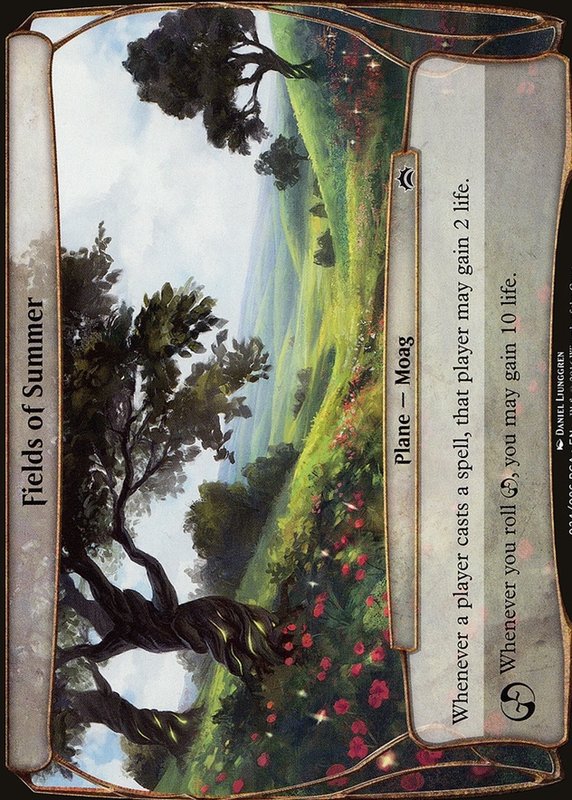 Fields of Summer
Plane — Moag
Whenever a player casts a spell, that player may gain 2 life.
Whenever you roll , you may gain 10 life.
DANIEL LJUNGGREN